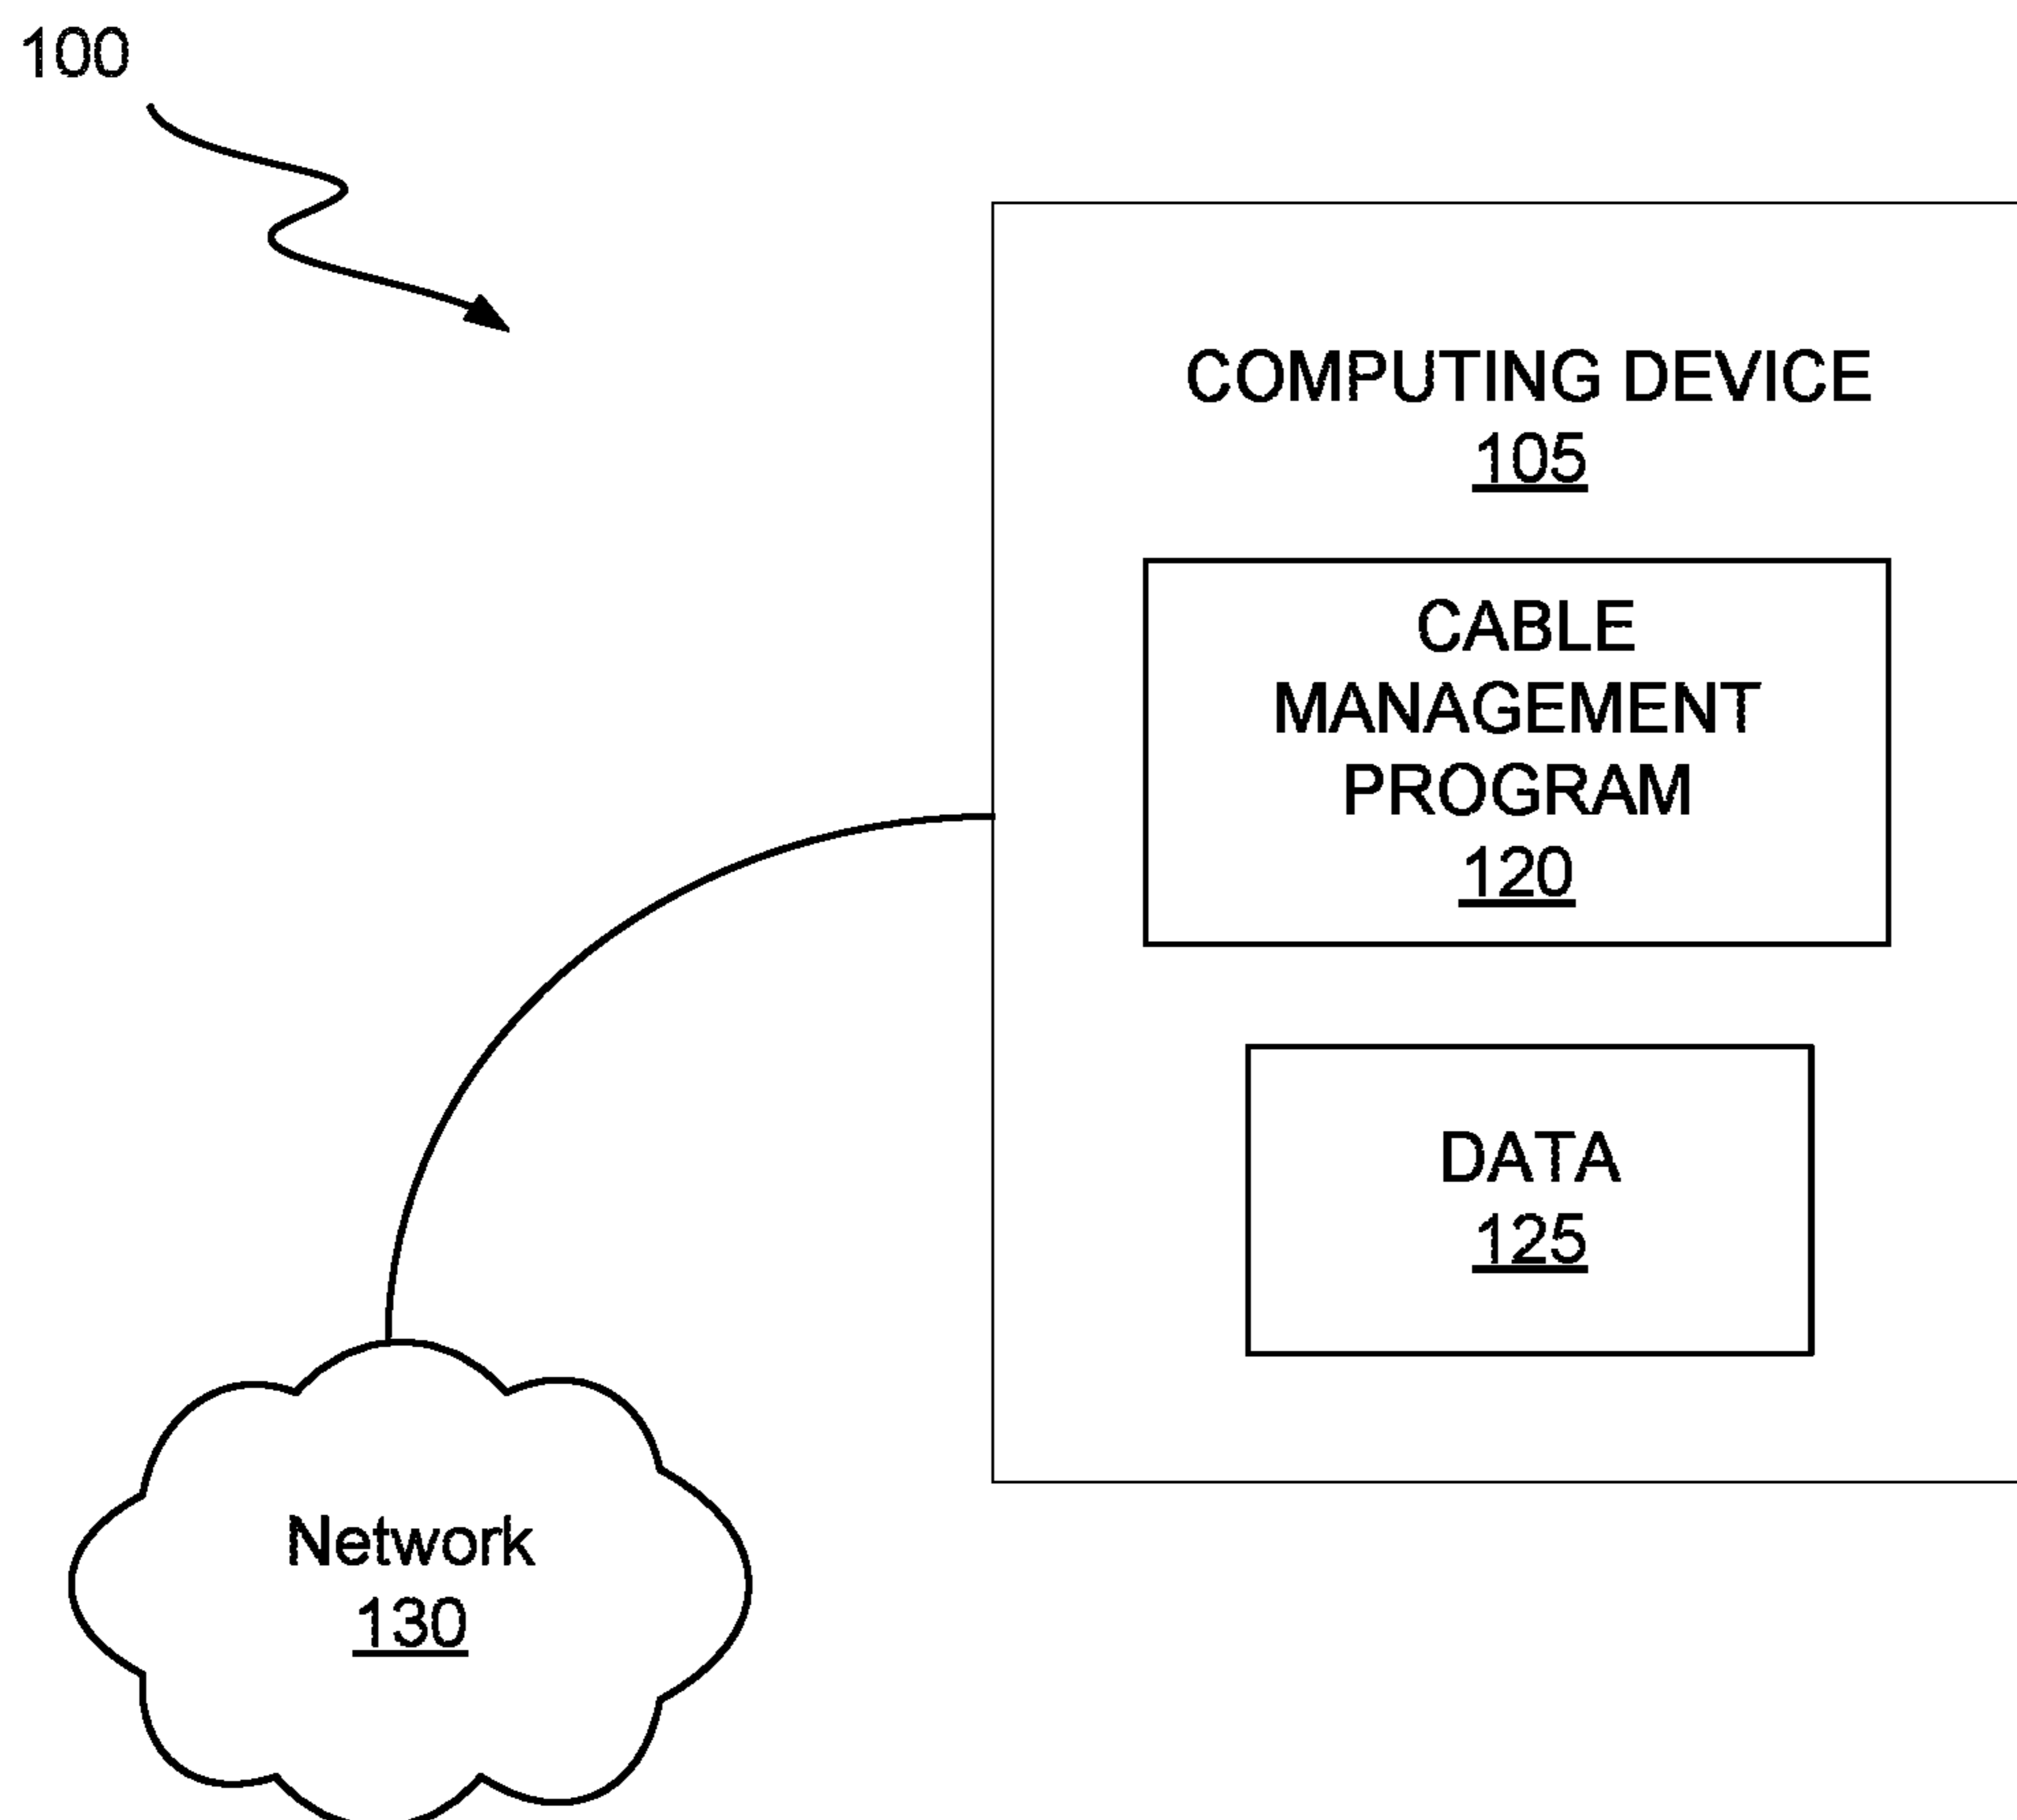 100
COMPUTING DEVICE
105
CABLE
MANAGEMENT
PROGRAM
120
DATA
125
Network
130